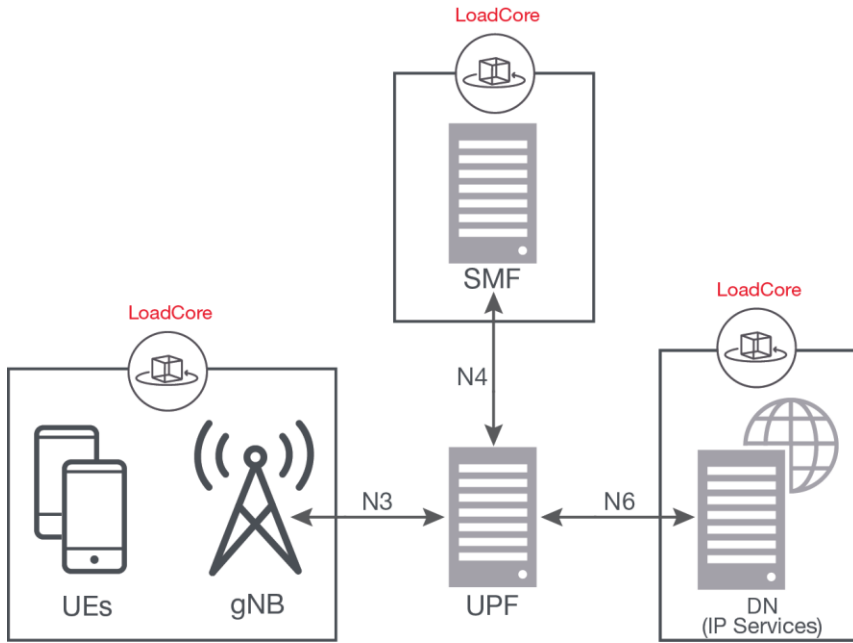 LoadCore
SMF
LoadCore
LoadCore
N4
N3
N6
UEs
gNB
UPF
DN
(IP Services)